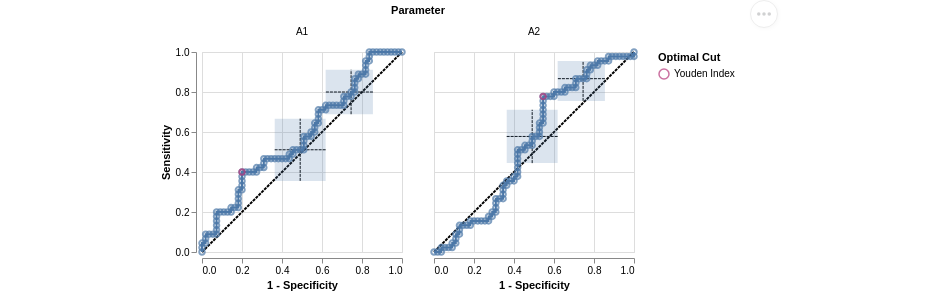 Parameter
A1
A2
Optimal Cut
Youden Index
Sensitivity
1.0
0.8
0.6
0.4
0.2
0.0
0.0 0.2 0.4 0.6 0.8 1.0
0.0 0.2 0.4 0.6 0.8 1.0
1 - Specificity
1 - Specificity